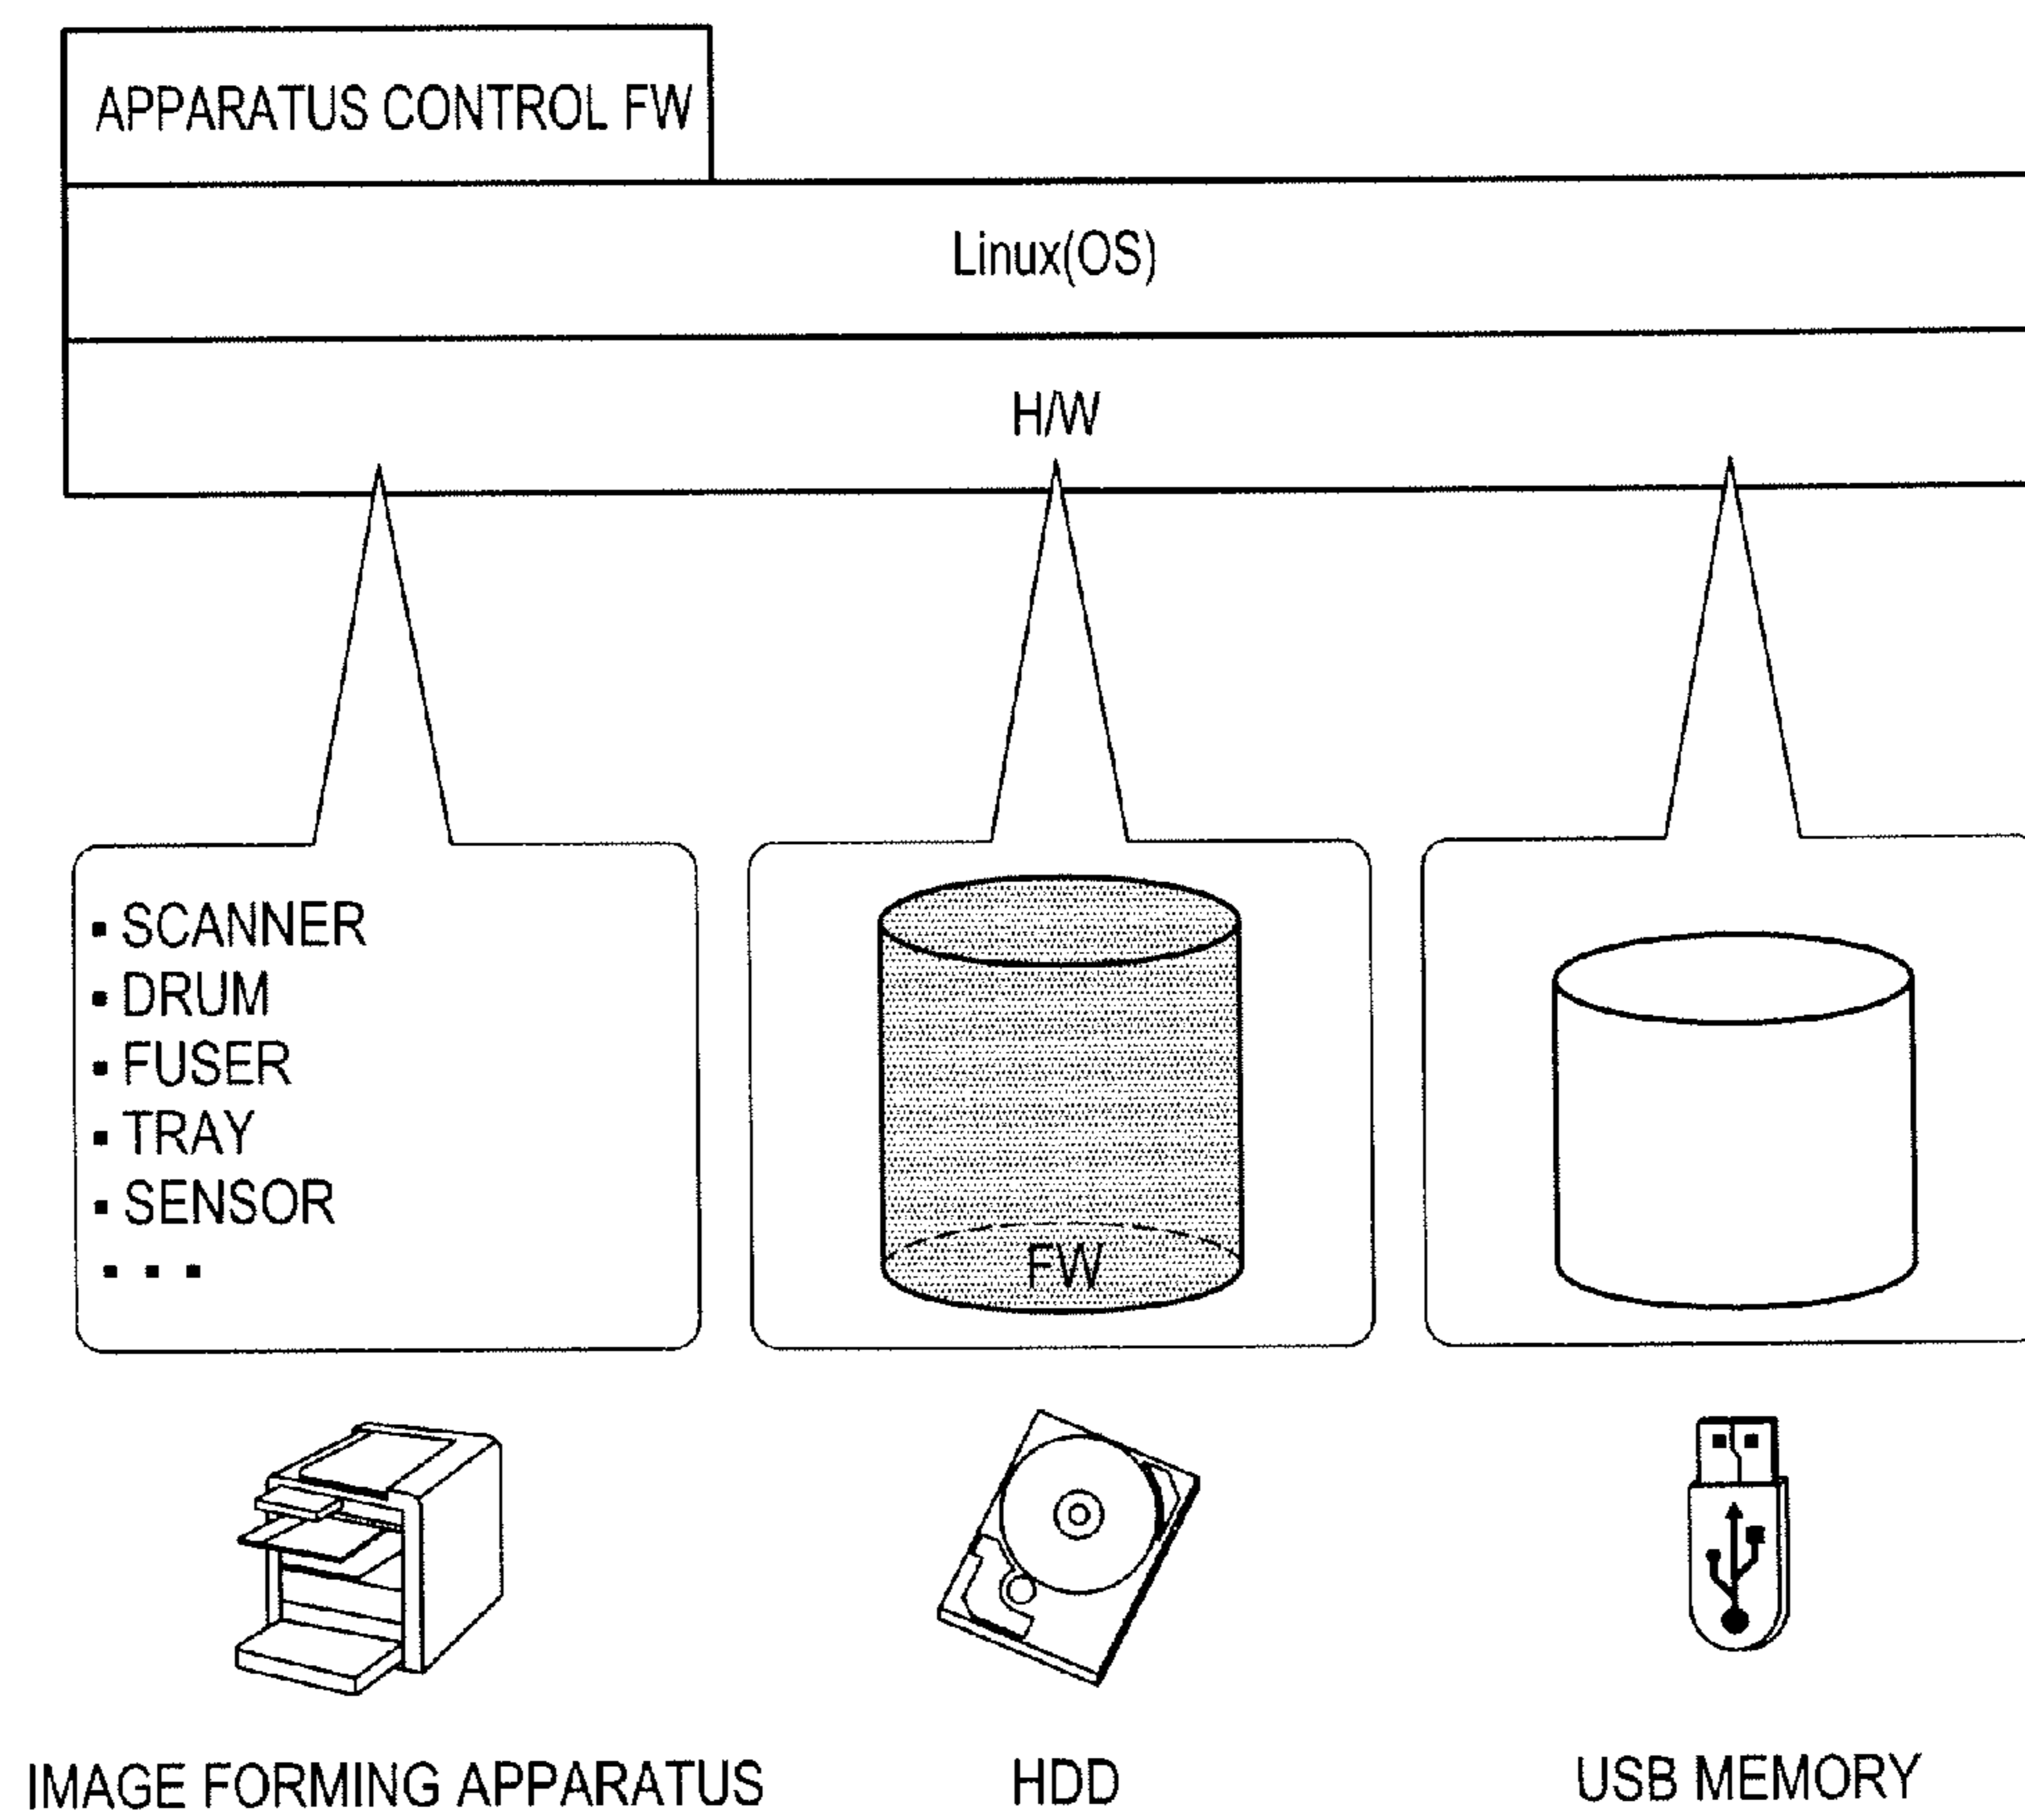 APPARATUS CONTROL FW
Linux(OS)
H/W
▪ SCANNER
▪ DRUM
▪ FUSER
▪ TRAY
▪ SENSOR
▪ ▪ ▪
FW
IMAGE FORMING APPARATUS
HDD
USB MEMORY